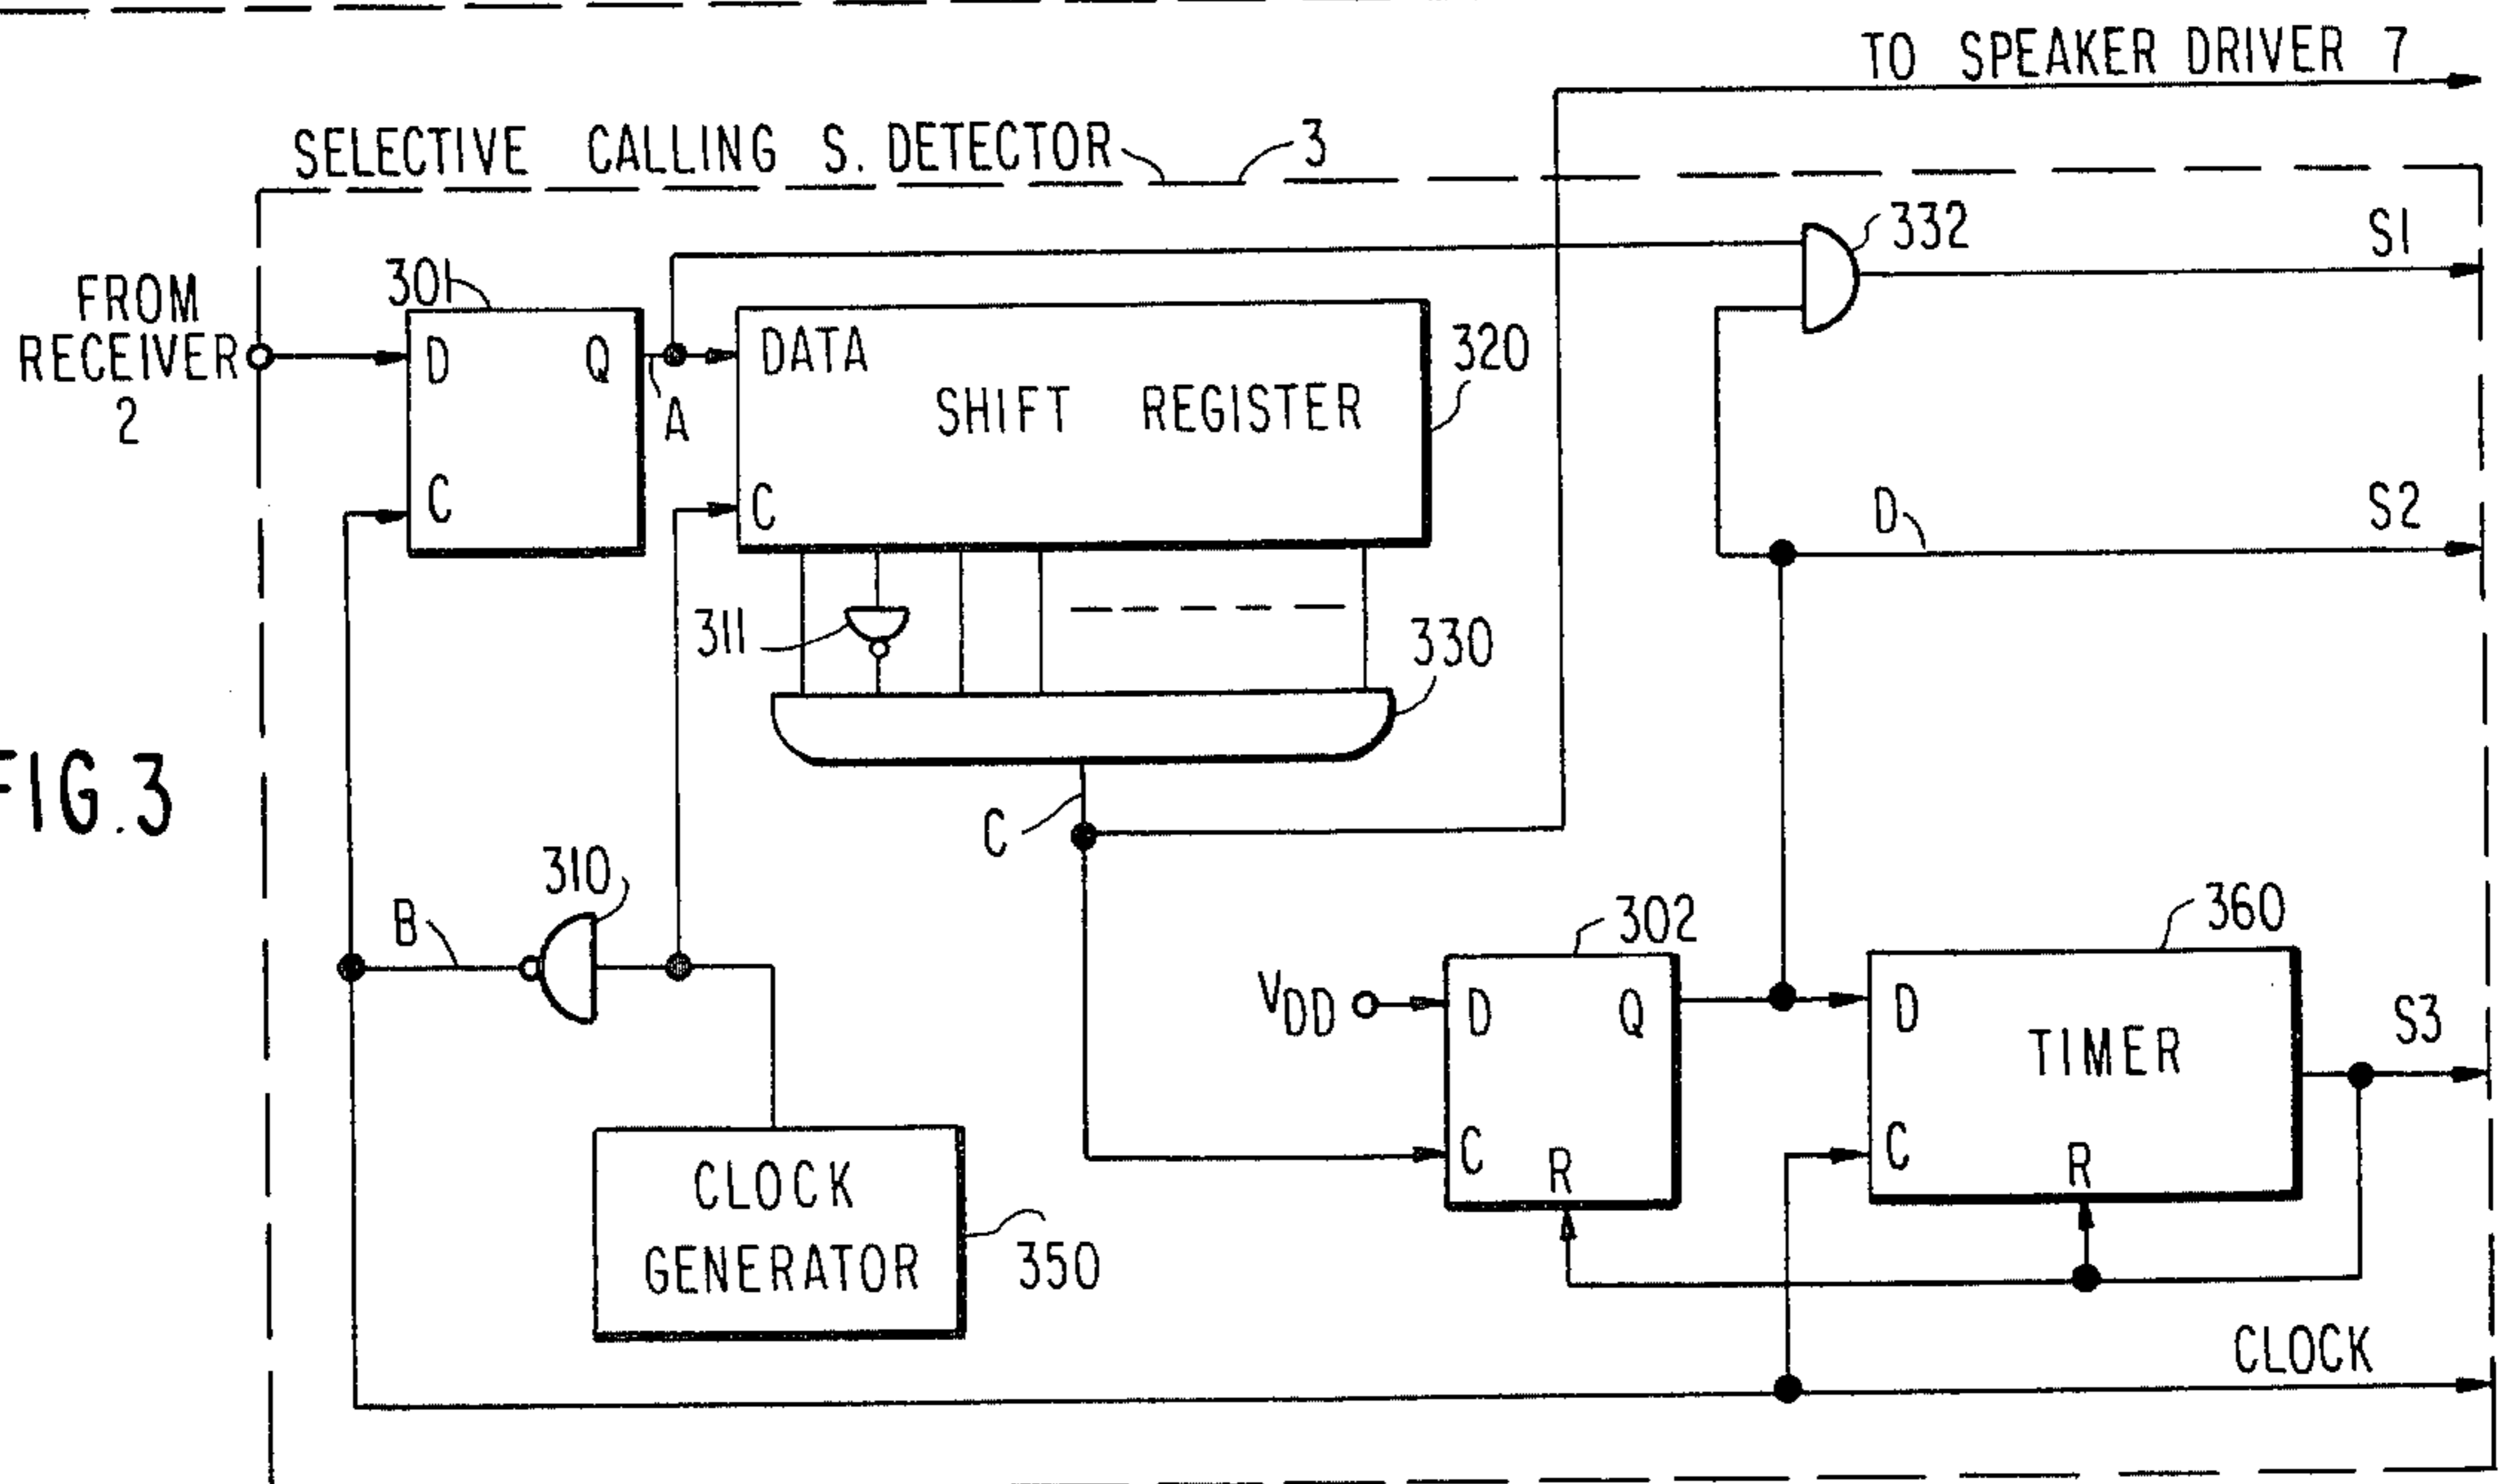 TO SPEAKER DRIVER 7
SELECTIVE CALLING S. DETECTOR
3
332
S1
FROM
RECEIVER
2
301
D
Q
A
C
DATA
SHIFT REGISTER
C
320
D
S2
311
330
C
FIG.3
310
B
302
360
VDD
D
Q
C
R
D
TIMER
C
R
S3
CLOCK
GENERATOR
350
CLOCK